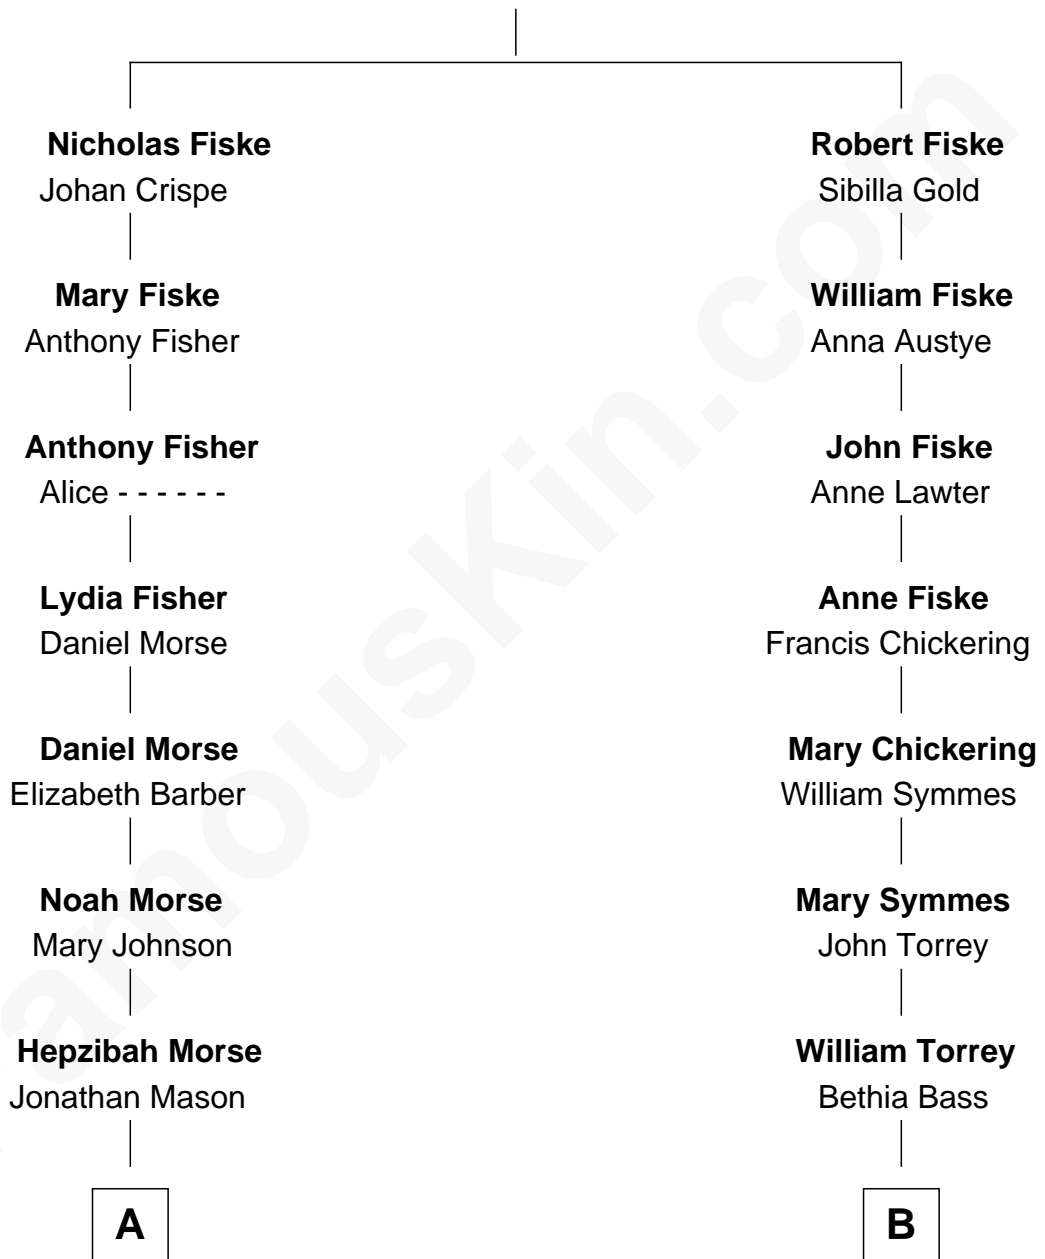 Nicholas Fiske
Johan Crispe
Mary Fiske
Anthony Fisher
Anthony Fisher
Alice - - - - - -
Lydia Fisher
Daniel Morse
Daniel Morse
Elizabeth Barber
Noah Morse
Mary Johnson
Hepzibah Morse
Jonathan Mason
A
Robert Fiske
Sibilla Gold
William Fiske
Anna Austye
John Fiske
Anne Lawter
Anne Fiske
Francis Chickering
Mary Chickering
William Symmes
Mary Symmes
John Torrey
William Torrey
Bethia Bass
B
amousKin.com